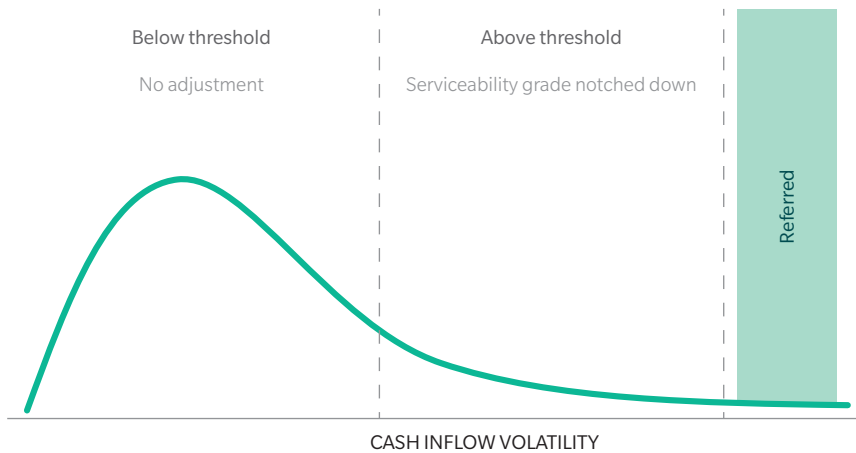 Below threshold
No adjustment
Above threshold
Serviceability grade notched down
Referred
CASH INFLOW VOLATILITY